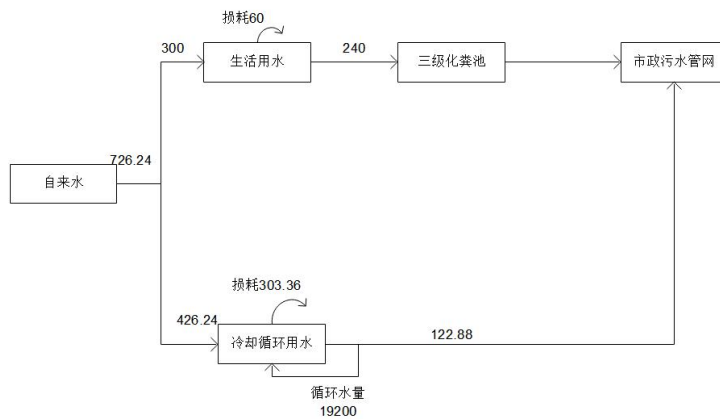 损耗60
300
生活用水
240
三级化粪池
市政污水管网
726.24
自来水
损耗303.36
426.24
冷却循环用水
122.88
循环水量
19200